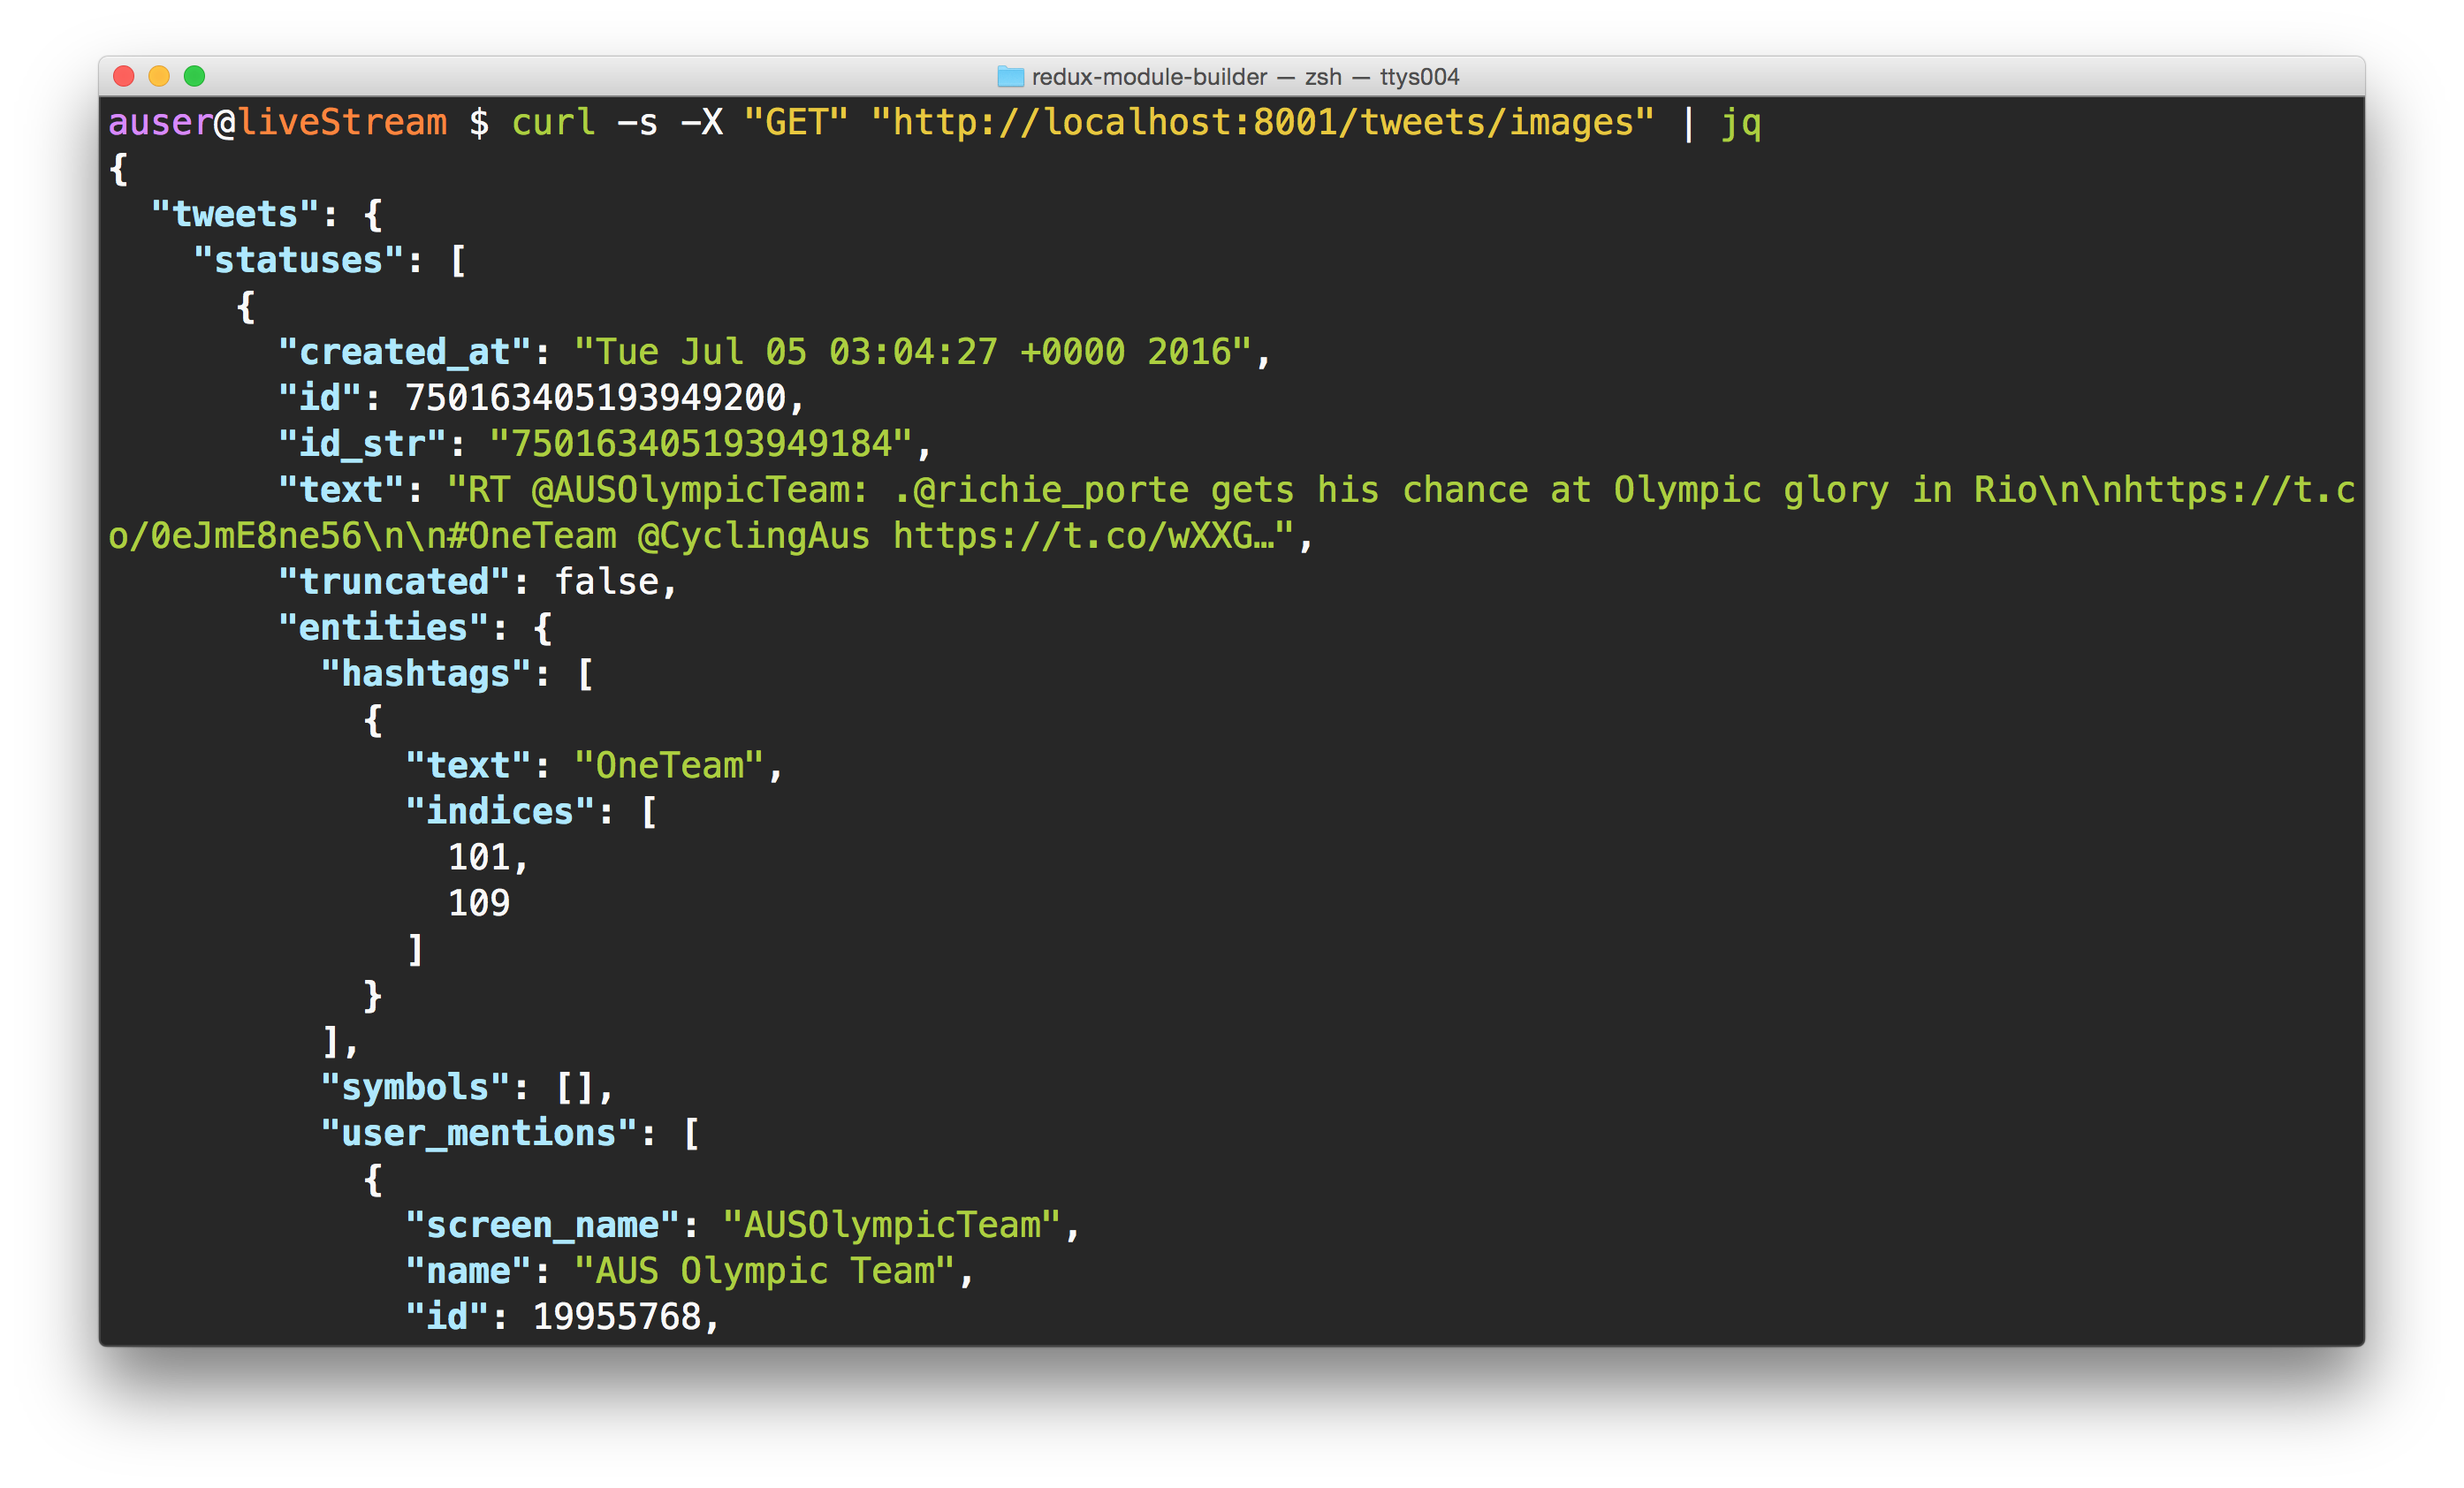 redux-module-builder — zsh — ttys004
auser@liveStream $ curl -s -X "GET" "http://localhost:8001/tweets/images" | jq
{
  "tweets": {
    "statuses": [
      {
        "created_at": "Tue Jul 05 03:04:27 +0000 2016",
        "id": 750163405193949200,
        "id_str": "750163405193949184",
        "text": "RT @AUSOlympicTeam: .@richie_porte gets his chance at Olympic glory in Rio\n\nhttps://t.c
o/0eJmE8ne56\n\n#OneTeam @CyclingAus https://t.co/wXXG…",
        "truncated": false,
        "entities": {
          "hashtags": [
            {
              "text": "OneTeam",
              "indices": [
                101,
                109
              ]
            }
          ],
          "symbols": [],
          "user_mentions": [
            {
              "screen_name": "AUSOlympicTeam",
              "name": "AUS Olympic Team",
              "id": 19955768,